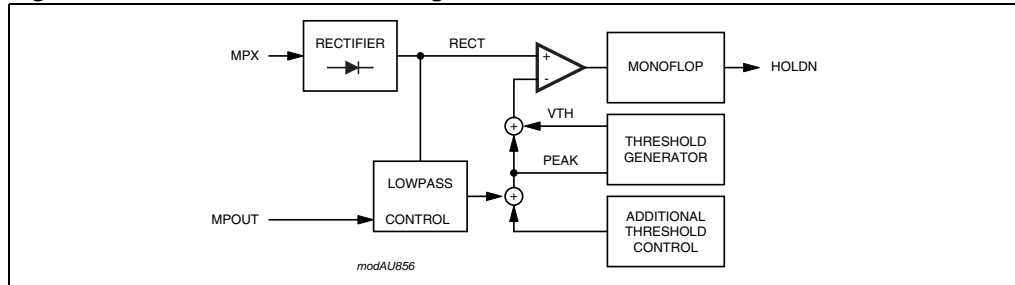 RECTIFIER
RECT
MPX
+
-
MONOFLOP
HOLDN
VTH
+
THRESHOLD
GENERATOR
PEAK
LOWPASS
CONTROL
+
MPOUT
ADDITIONAL
THRESHOLD
CONTROL
modAU856